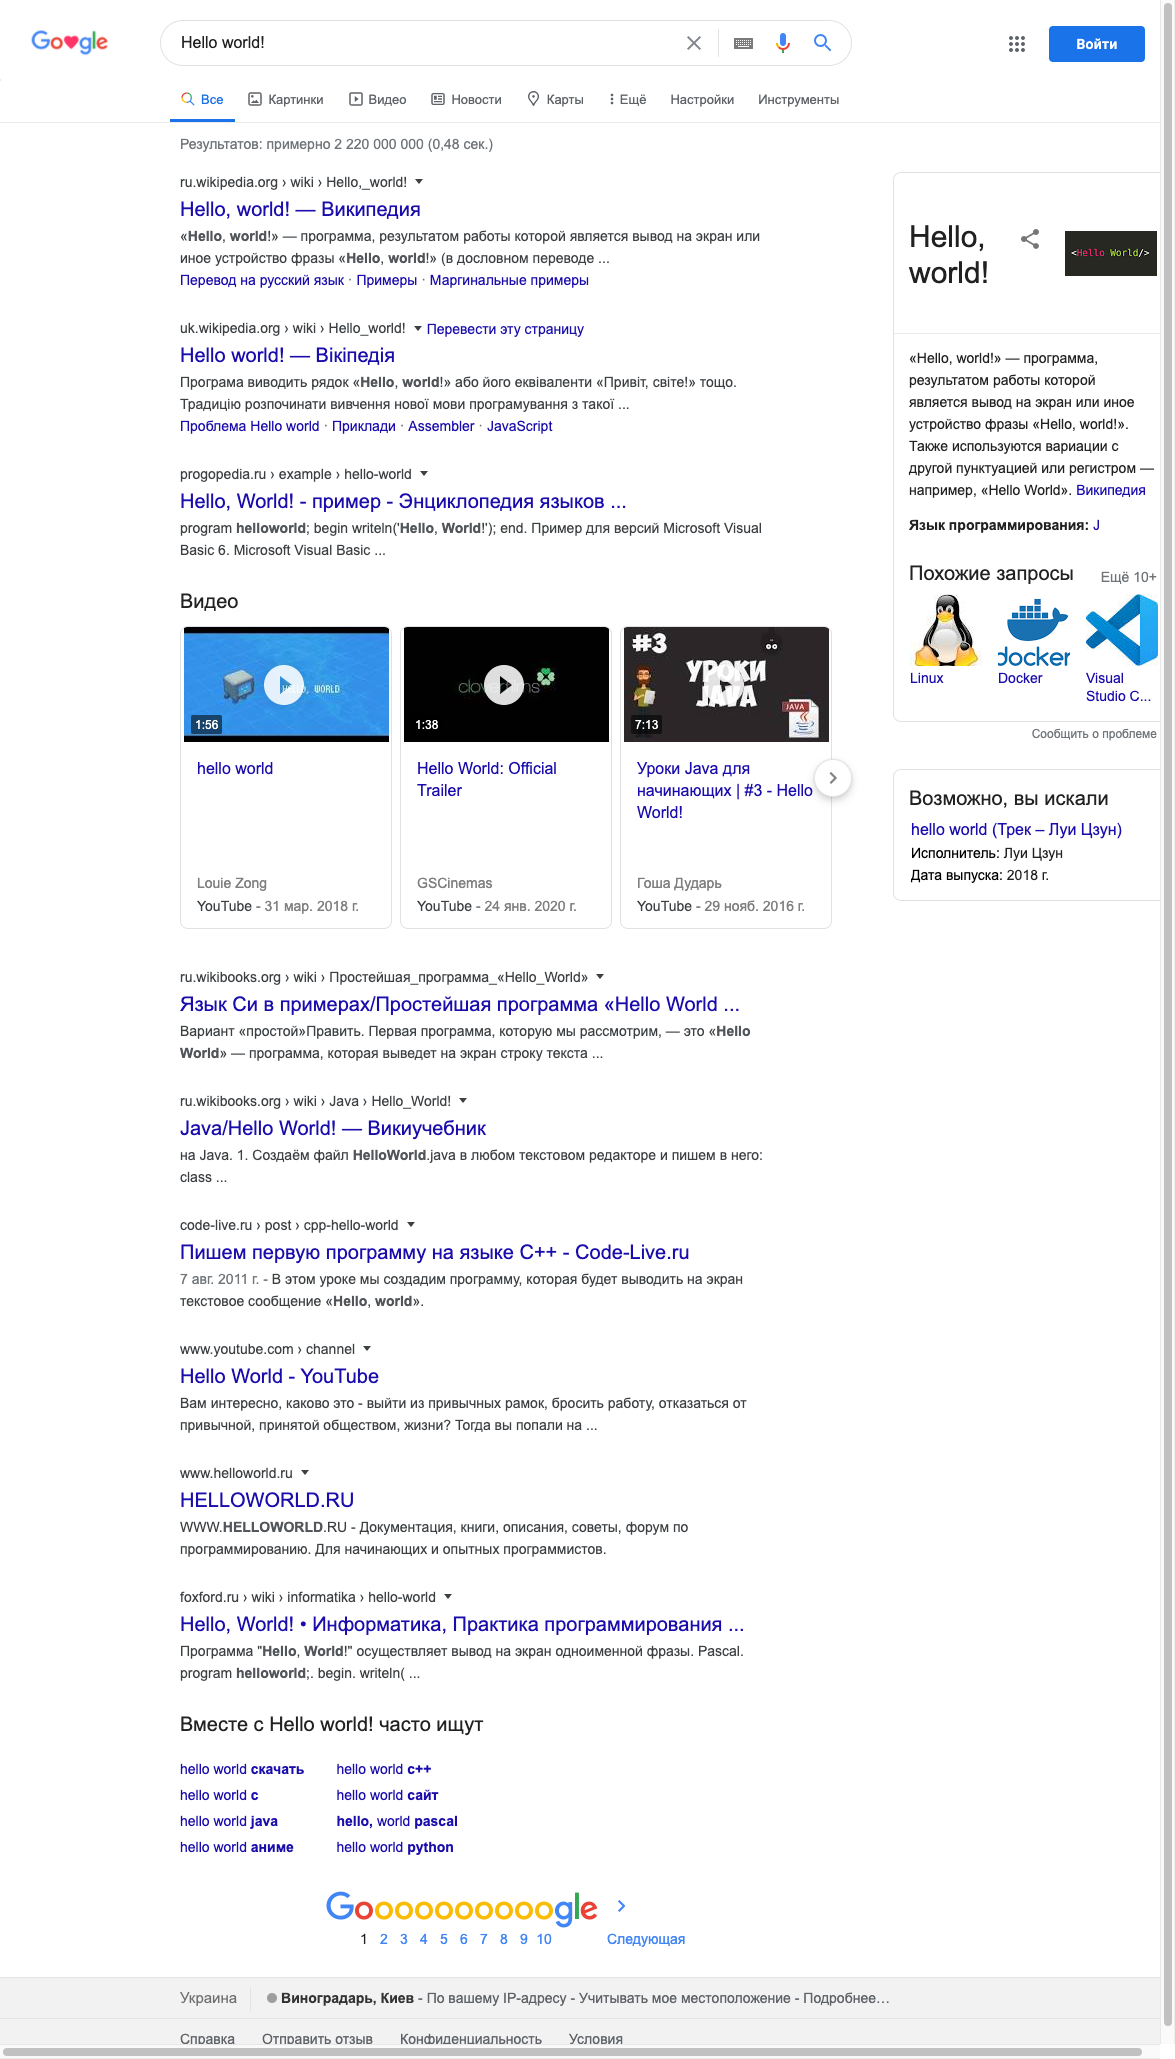 Google
Hello world!
Войти
Все
Картинки
Видео
Новости
Карты
Ещё
Настройки
Инструменты
Результатов: примерно 2 220 000 000 (0,48 сек.)
ru.wikipedia.org › wiki › Hello,_world!
Hello, world! — Википедия
«Hello, world!» — программа, результатом работы которой является вывод на экран или
иное устройство фразы «Hello, world!» (в дословном переводе ...
Перевод на русский язык · Примеры · Маргинальные примеры
uk.wikipedia.org › wiki › Hello_world! Перевести эту страницу
Hello world! — Вікіпедія
Програма виводить рядок «Hello, world!» або його еквіваленти «Привіт, світе!» тощо.
Традицію розпочинати вивчення нової мови програмування з такої ...
Проблема Hello world · Приклади · Assembler · JavaScript
progopedia.ru › example › hello-world
Hello, World! - пример - Энциклопедия языков ...
program helloworld; begin writeln('Hello, World!'); end. Пример для версий Microsoft Visual
Basic 6. Microsoft Visual Basic ...
Видео
HELLO, WORLD
1:56
hello world
Louie Zong
YouTube - 31 мар. 2018 г.
1:38
Hello World: Official
Trailer
GSCinemas
YouTube - 24 янв. 2020 г.
#3
УРОКИ
JAVA
JAVA
7:13
Уроки Java для
начинающих | #3 - Hello
World!
Гоша Дударь
YouTube - 29 нояб. 2016 г.
ru.wikibooks.org › wiki › Простейшая_программа_«Hello_World»
Язык Си в примерах/Простейшая программа «Hello World ...
Вариант «простой»Править. Первая программа, которую мы рассмотрим, — это «Hello
World» — программа, которая выведет на экран строку текста ...
ru.wikibooks.org › wiki › Java › Hello_World!
Java/Hello World! — Викиучебник
на Java. 1. Создаём файл HelloWorld.java в любом текстовом редакторе и пишем в него:
class ...
code-live.ru › post › cpp-hello-world
Пишем первую программу на языке C++ - Code-Live.ru
7 авг. 2011 г. - В этом уроке мы создадим программу, которая будет выводить на экран
текстовое сообщение «Hello, world».
www.youtube.com › channel
Hello World - YouTube
Вам интересно, каково это - выйти из привычных рамок, бросить работу, отказаться от
привычной, принятой обществом, жизни? Тогда вы попали на ...
www.helloworld.ru
HELLOWORLD.RU
WWW.HELLOWORLD.RU - Документация, книги, описания, советы, форум по
программированию. Для начинающих и опытных программистов.
foxford.ru › wiki › informatika › hello-world
Hello, World! • Информатика, Практика программирования ...
Программа "Hello, World!" осуществляет вывод на экран одноименной фразы. Pascal.
program helloworld;. begin. writeln( ...
Вместе с Hello world! часто ищут
hello world скачать
hello world c++
hello world c
hello world сайт
hello world java
hello, world pascal
hello world аниме
hello world python
Goooooooooogle
1 2 3 4 5 6 7 8 9 10 Следующая
Hello,
world!
<Hello World/>
«Hello, world!» — программа,
результатом работы которой
является вывод на экран или иное
устройство фразы «Hello, world!».
Также используются вариации с
другой пунктуацией или регистром —
например, «Hello World». Википедия
Язык программирования: J
Похожие запросы
Ещё 10+
Linux
docker
Docker
Visual
Studio C...
Сообщить о проблеме
Возможно, вы искали
hello world (Трек – Луи Цзун)
Исполнитель: Луи Цзун
Дата выпуска: 2018 г.
Украина
Виноградарь, Киев - По вашему IP-адресу - Учитывать мое местоположение - Подробнее…
Справка Отправить отзыв Конфиденциальность Условия